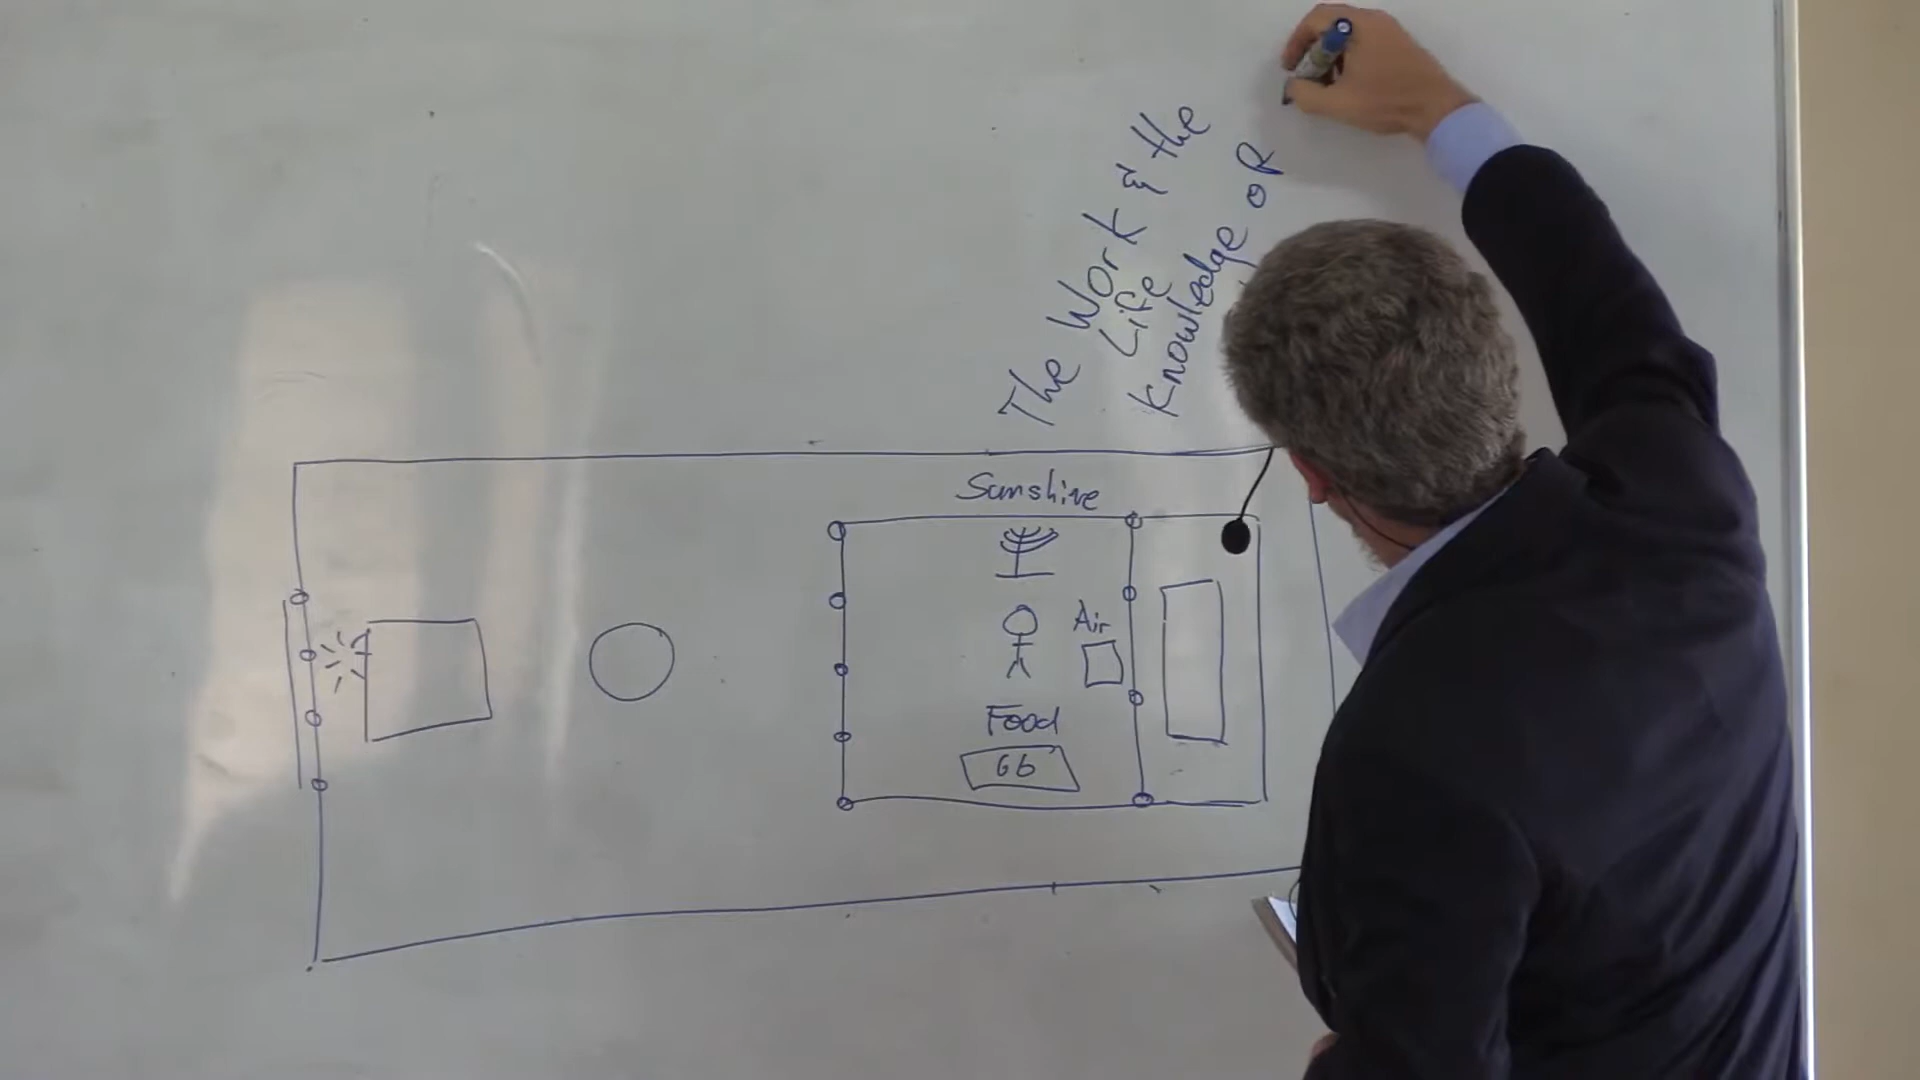 The Work & the
Life
Knowledge of
Sunshine
Air
Food
66